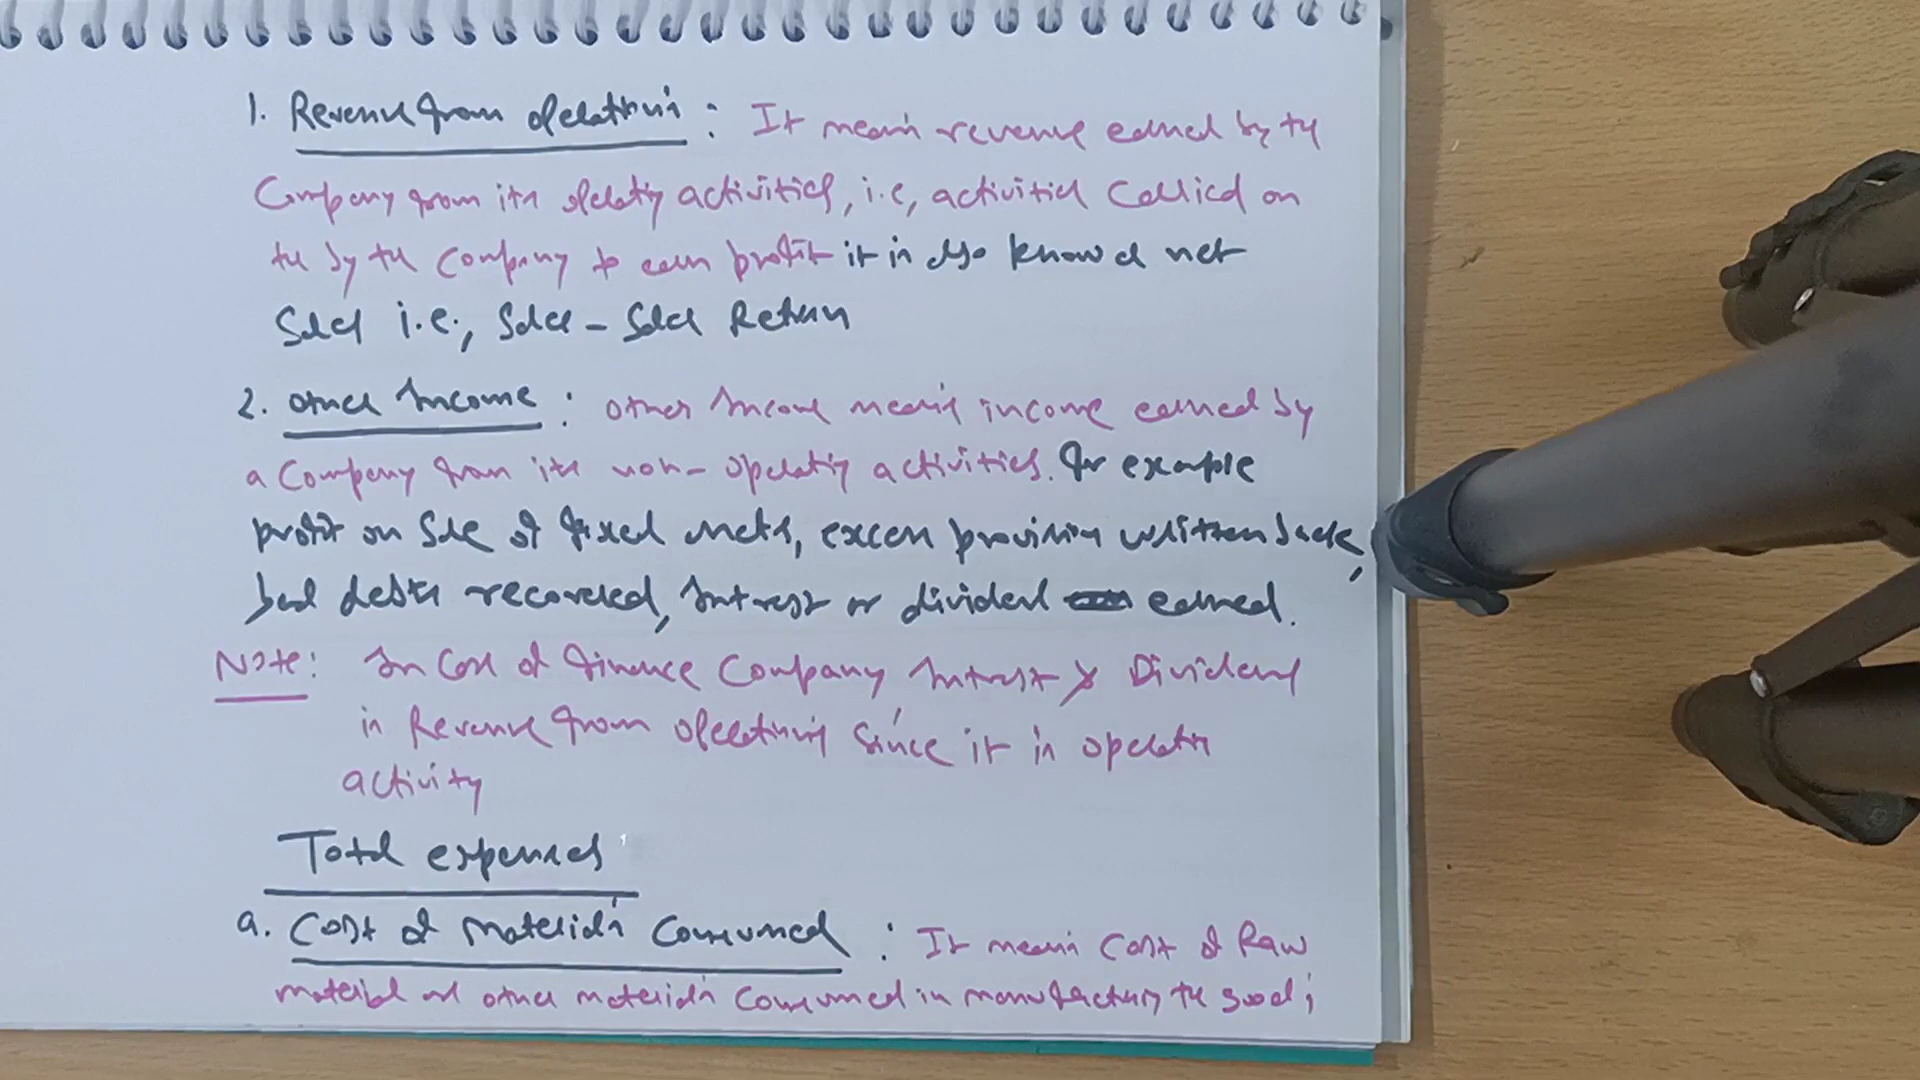 1. Revenue from operations : It means revenue earned by the
Company from its operating activities, i.e, activities carried on
the by the Company to earn profit it is also know as net
Sales i.e., Sales - Sales Return
2. other Income : other Income means income earned by
a Company from its non-operating activities. For example
profit on Sale of fixed assets, excess provision written back,
bad debts recovered, Interest or dividend earned.
Note: In Case of finance Company Interest & Dividend
is Revenue from operations since it is operating
activity
Total expenses
a. Cost of materials Consumed : It means Cost of Raw
material and other materials Consumed in manufacturing the goods